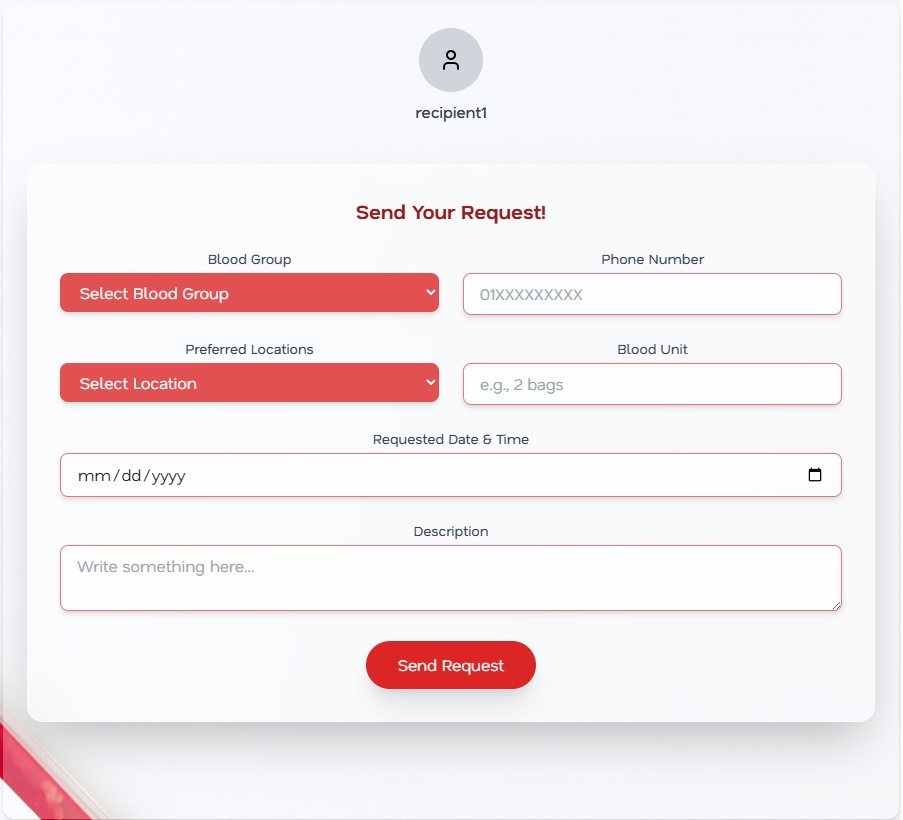 recipient1
Send Your Request!
Blood Group
Phone Number
Select Blood Group
01XXXXXXXXX
Preferred Locations
Blood Unit
Select Location
e.g., 2 bags
Requested Date & Time
mm/dd/yyyy
Description
Write something here...
Send Request